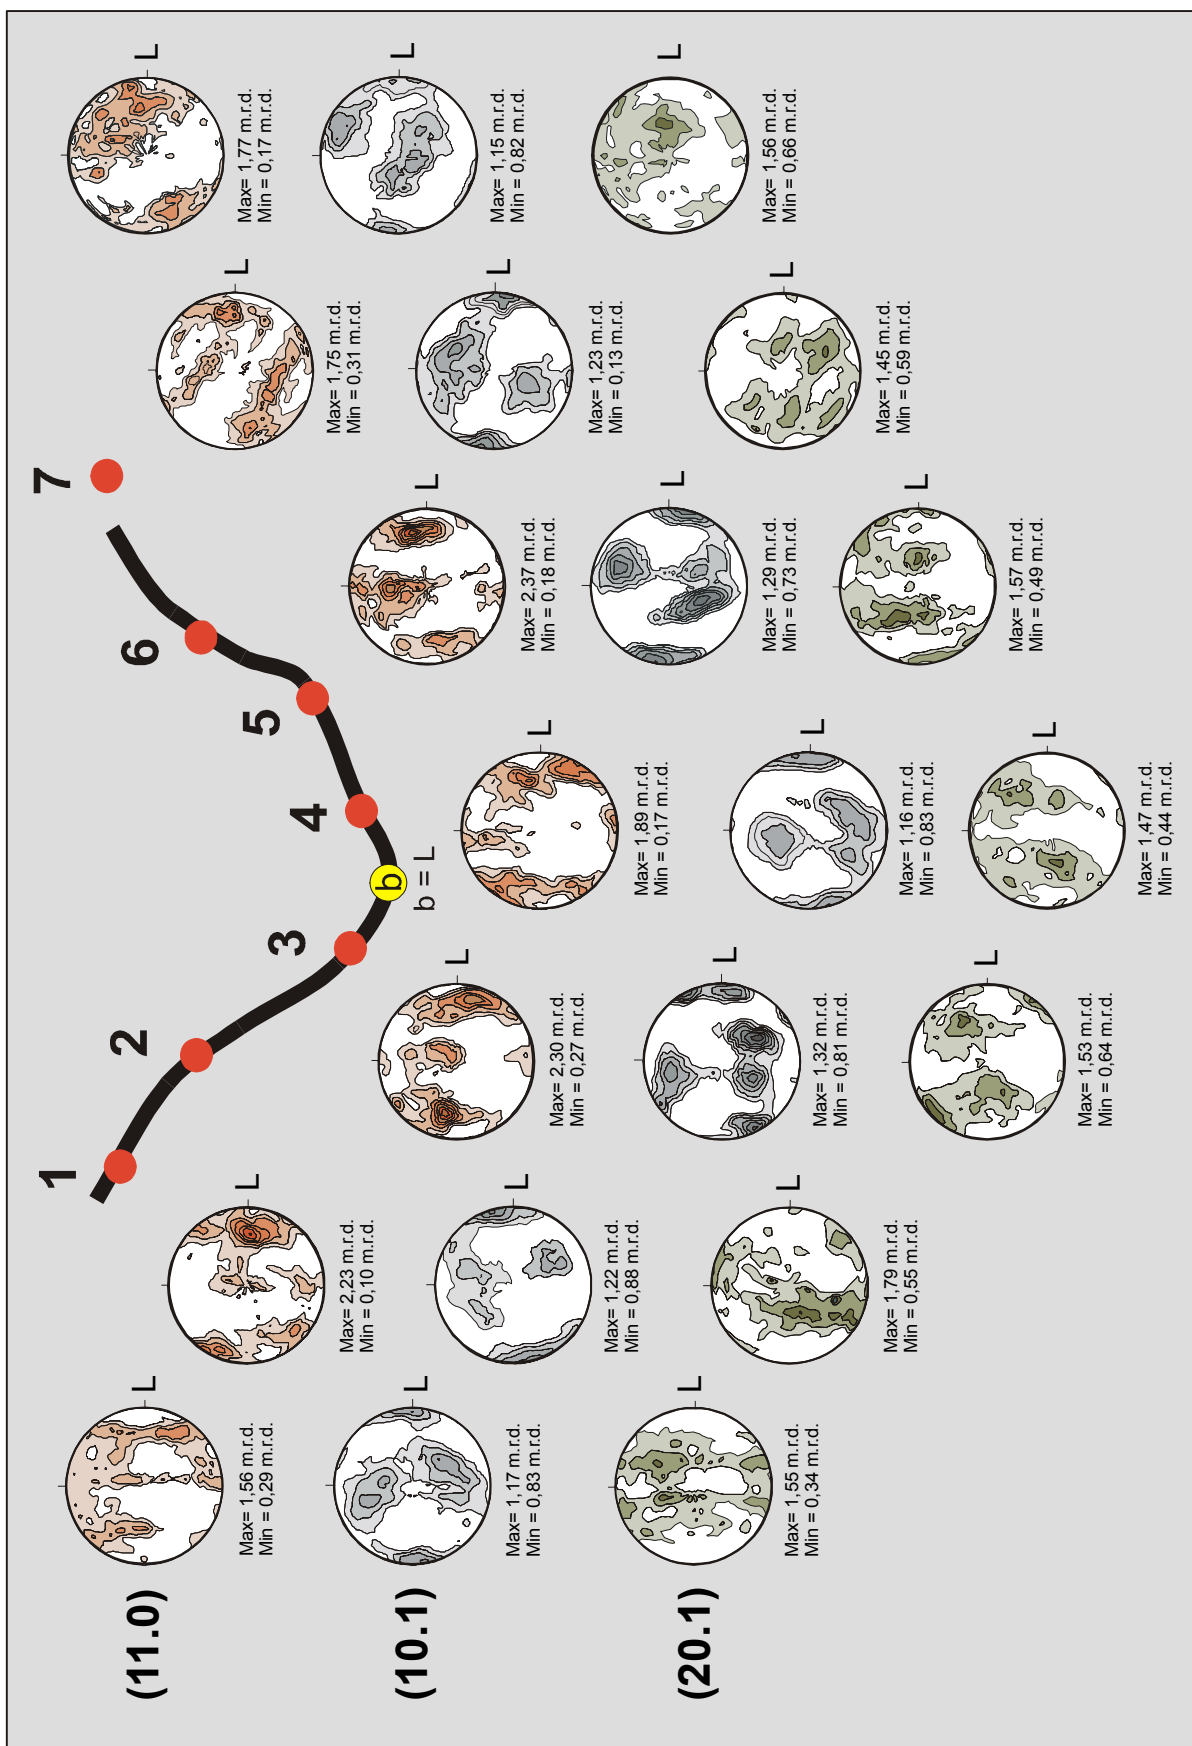 1
2
3
4
5
6
7
b
b = L
(11.0)
L
Max= 1,56 m.r.d.
Min = 0,29 m.r.d.
L
Max= 2,23 m.r.d.
Min = 0,10 m.r.d.
L
Max= 2,30 m.r.d.
Min = 0,27 m.r.d.
L
Max= 1,89 m.r.d.
Min = 0,17 m.r.d.
L
Max= 2,37 m.r.d.
Min = 0,18 m.r.d.
L
Max= 1,75 m.r.d.
Min = 0,31 m.r.d.
L
Max= 1,77 m.r.d.
Min = 0,17 m.r.d.
(10.1)
L
Max= 1,17 m.r.d.
Min = 0,83 m.r.d.
L
Max= 1,22 m.r.d.
Min = 0,88 m.r.d.
L
Max= 1,32 m.r.d.
Min = 0,81 m.r.d.
L
Max= 1,16 m.r.d.
Min = 0,83 m.r.d.
L
Max= 1,29 m.r.d.
Min = 0,73 m.r.d.
L
Max= 1,23 m.r.d.
Min = 0,13 m.r.d.
L
Max= 1,15 m.r.d.
Min = 0,82 m.r.d.
(20.1)
L
Max= 1,55 m.r.d.
Min = 0,34 m.r.d.
L
Max= 1,79 m.r.d.
Min = 0,55 m.r.d.
L
Max= 1,53 m.r.d.
Min = 0,64 m.r.d.
L
Max= 1,47 m.r.d.
Min = 0,44 m.r.d.
L
Max= 1,57 m.r.d.
Min = 0,49 m.r.d.
L
Max= 1,45 m.r.d.
Min = 0,59 m.r.d.
L
Max= 1,56 m.r.d.
Min = 0,66 m.r.d.